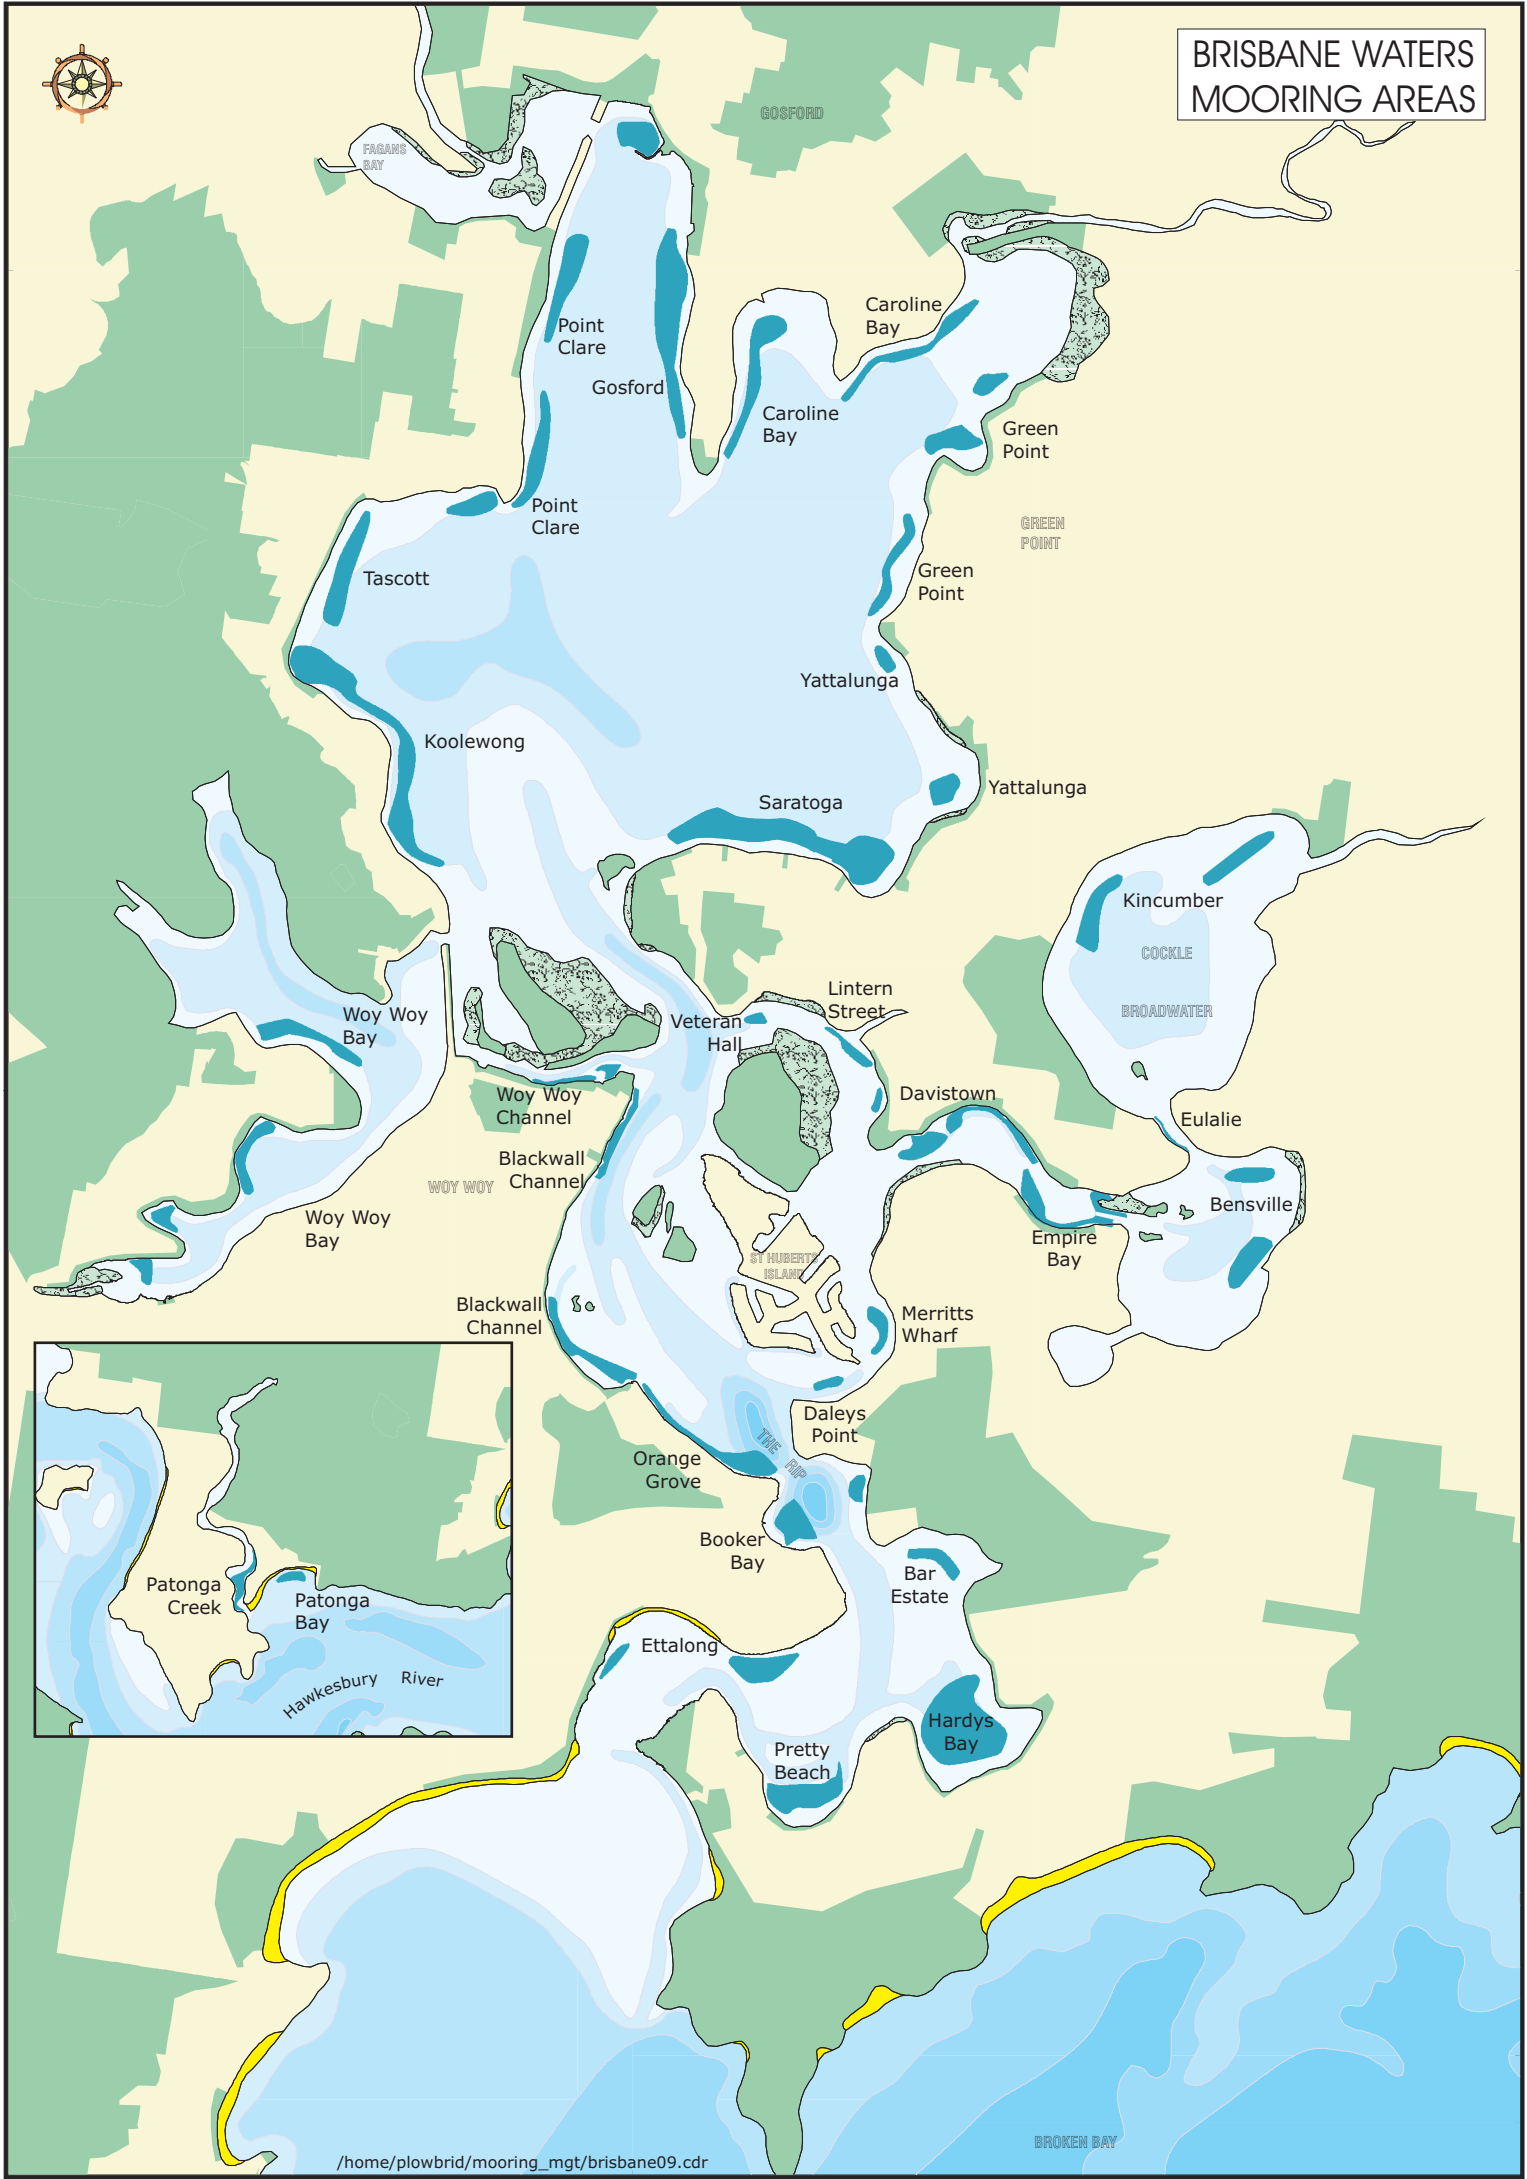 BRISBANE WATERS
MOORING AREAS
GOSFORD
FAGANS
BAY
Caroline
Bay
Point
Clare
Gosford
Caroline
Bay
Green
Point
Point
Clare
GREEN
POINT
Tascott
Green
Point
Yattalunga
Koolewong
Yattalunga
Saratoga
Kincumber
COCKLE
BROADWATER
Lintern
Street
Woy Woy
Bay
Veteran
Hall
Woy Woy
Channel
Davistown
Eulalie
Blackwall
Channel
WOY WOY
Bensville
Woy Woy
Bay
Empire
Bay
ST HUBERTS
ISLAND
Blackwall
Channel
Merritts
Wharf
Daleys
Point
THE RIP
Orange
Grove
Booker
Bay
Bar
Estate
Patonga
Creek
Patonga
Bay
Ettalong
Hawkesbury River
Hardys
Bay
Pretty
Beach
BROKEN BAY
/home/plowbrid/mooring_mgt/brisbane09.cdr